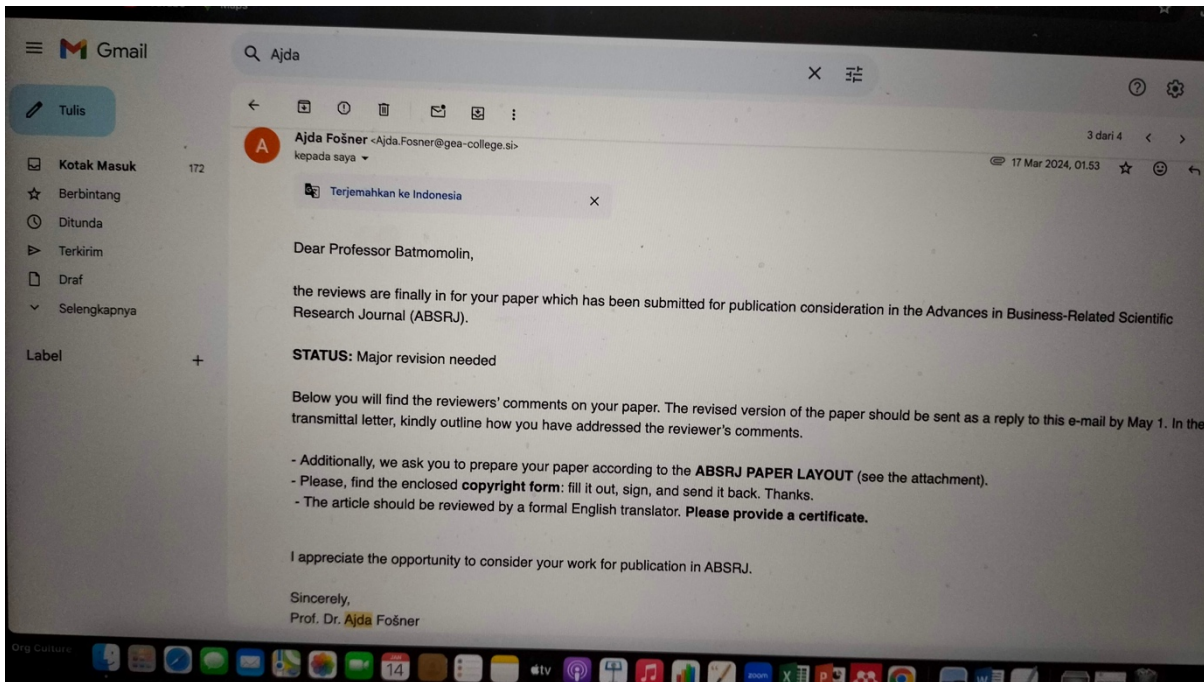 Gmail
Ajda
Tulis
Kotak Masuk 172
Berbintang
Ditunda
Terkirim
Draf
Selengkapnya
Label +
3 dari 4
A
Ajda Fošner <Ajda.Fosner@gea-college.si>
kepada saya
17 Mar 2024, 01.53
Terjemahkan ke Indonesia
Dear Professor Batmomolin,
the reviews are finally in for your paper which has been submitted for publication consideration in the Advances in Business-Related Scientific
Research Journal (ABSRJ).
STATUS: Major revision needed
Below you will find the reviewers' comments on your paper. The revised version of the paper should be sent as a reply to this e-mail by May 1. In the
transmittal letter, kindly outline how you have addressed the reviewer's comments.
- Additionally, we ask you to prepare your paper according to the ABSRJ PAPER LAYOUT (see the attachment).
- Please, find the enclosed copyright form: fill it out, sign, and send it back. Thanks.
- The article should be reviewed by a formal English translator. Please provide a certificate.
I appreciate the opportunity to consider your work for publication in ABSRJ.
Sincerely,
Prof. Dr. Ajda Fošner
Org Culture
14
tv
zoom